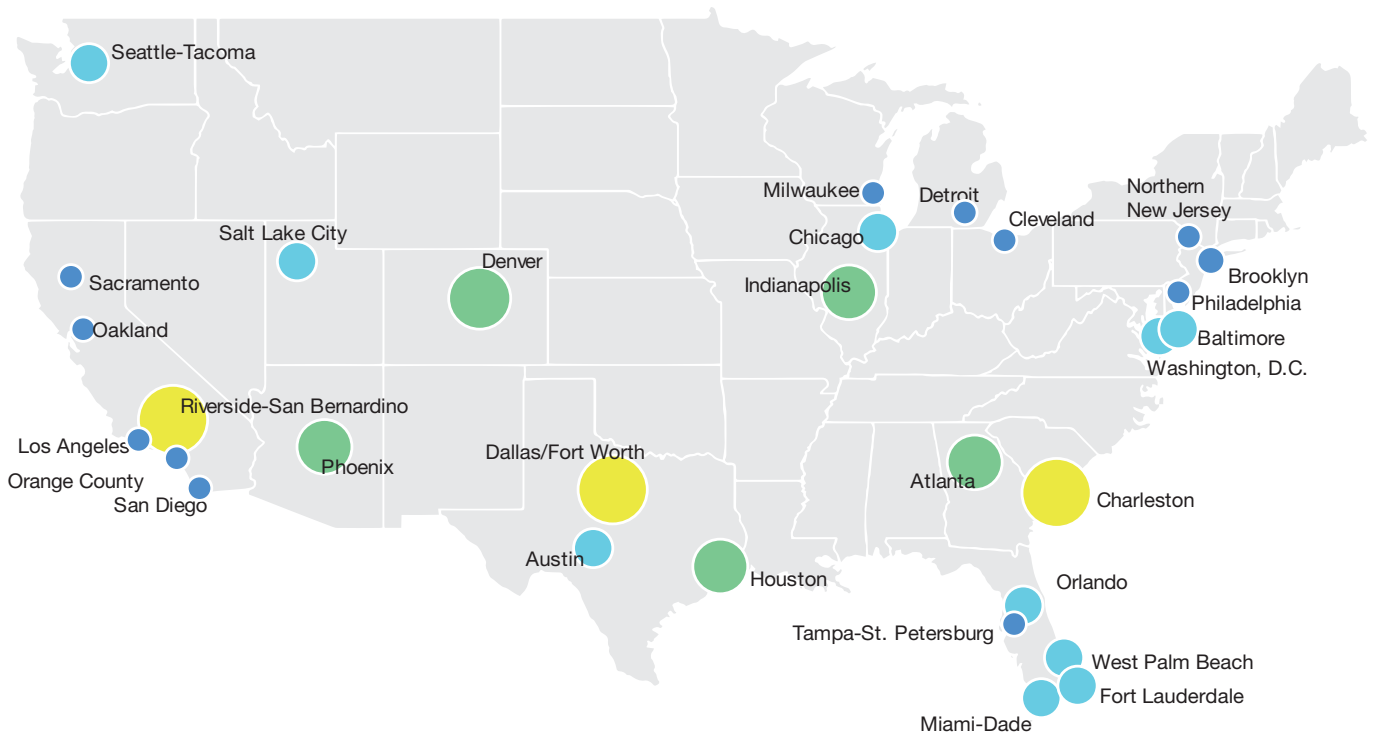 Seattle-Tacoma
Milwaukee
Detroit
Northern
New Jersey
Cleveland
Salt Lake City
Chicago
Denver
Sacramento
Indianapolis
Brooklyn
Philadelphia
Oakland
Baltimore
Washington, D.C.
Riverside-San Bernardino
Los Angeles
Dallas/Fort Worth
Phoenix
Orange County
San Diego
Atlanta
Charleston
Austin
Houston
Orlando
Tampa-St. Petersburg
West Palm Beach
Fort Lauderdale
Miami-Dade